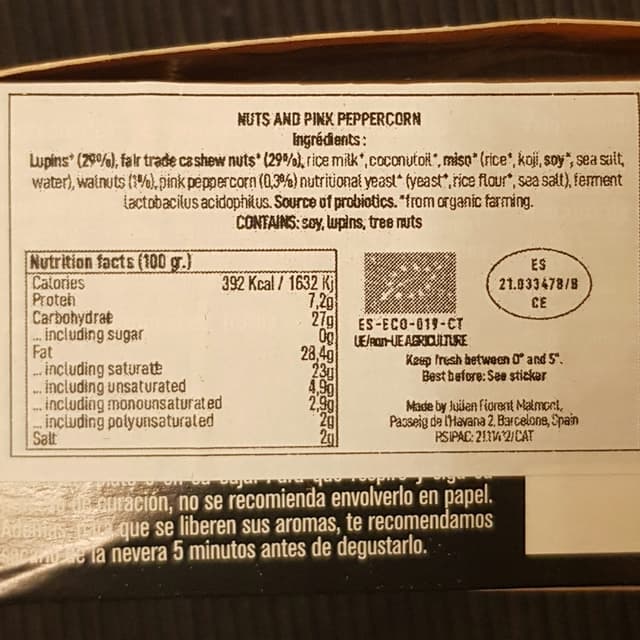 NUTS AND PINK PEPPERCORN
Ingrédients:
Lupins* (29%), fair trade cashew nuts* (29%), rice milk*, coconutoil*, miso* (rice*, koji, soy*, sea salt,
water), walnuts (1%), pink peppercorn (0,3%) nutritional yeast* (yeast*, rice flour*, sea salt), ferment
lactobacilus acidophilus. Source of probiotics. *from organic farming.
CONTAINS: soy, lupins, tree nuts
Nutrition facts (100 gr.)
Calories 392 Kcal / 1632 Kj
Protein 7,2g
Carbohydrate 27g
... including sugar 0g
Fat 28,4g
... including saturate 23g
... including unsaturated 4,9g
... including monounsaturated 2,9g
... including polyunsaturated 2g
Salt 2g
ES-ECO-019-CT
UE/non-UE AGRICULTURE
ES
21.033478/B
CE
Keep fresh between 0° and 5°.
Best before: See sticker
Made by Julien Florent
Passeig de l'Havana 2, Barcelona, Spain
RSIPAC: /CAT
curación, no se recomienda envolverlo en papel.
que se liberen sus aromas, te recomendamos
la nevera 5 minutos antes de degustarlo.